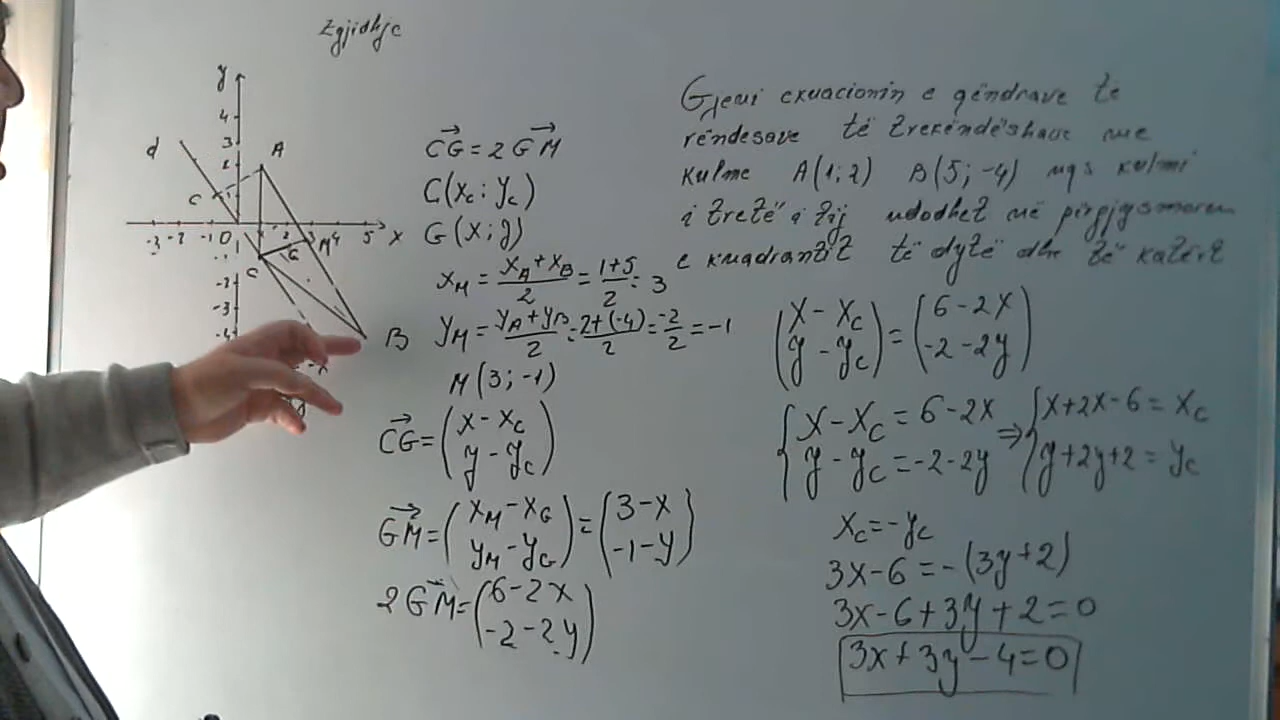 Zgjidhje
Gjeni ekuacionin e qëndrave të
rëndesave të trekëndëshave me
kulme A(1;2) B(5;-4) nqs kulmi
i tretë i tij ndodhet në përgjysmoren
e kuadrantit të dytë dhe të katërt
y
4
3
2
1
d
A
C
-3 -2 -1 0 1 2 3 4 5 x
-1
-2
-3
-4
C
G
M
B
CG = 2 GM
C(xc; yc)
G(x; y)
xM = (xA + xB)/2 = (1+5)/2 = 3
yM = (yA + yB)/2 = (2+(-4))/2 = -2/2 = -1
M(3; -1)
CG = (x - xc
y - yc)
GM = (xM - xG
yM - yG) = (3 - x
-1 - y)
2GM = (6 - 2x
-2 - 2y)
(x - xc
y - yc) = (6 - 2x
-2 - 2y)
{x - xc = 6 - 2x
y - yc = -2 - 2y ⇒ {x + 2x - 6 = xc
y + 2y + 2 = yc
xc = -yc
3x - 6 = -(3y + 2)
3x - 6 + 3y + 2 = 0
3x + 3y - 4 = 0